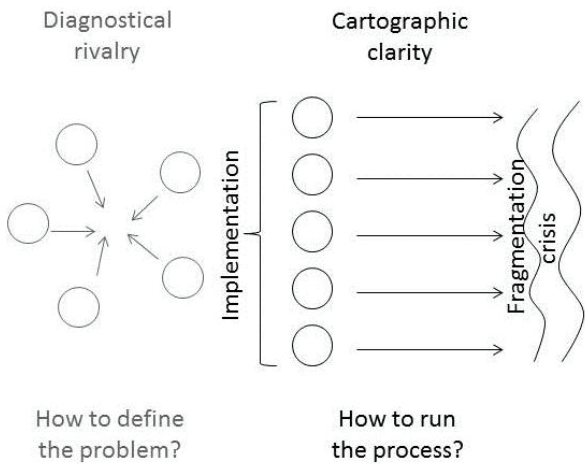 Diagnostical
rivalry
Cartographic
clarity
Implementation
Fragmentation
crisis
How to define
the problem?
How to run
the process?